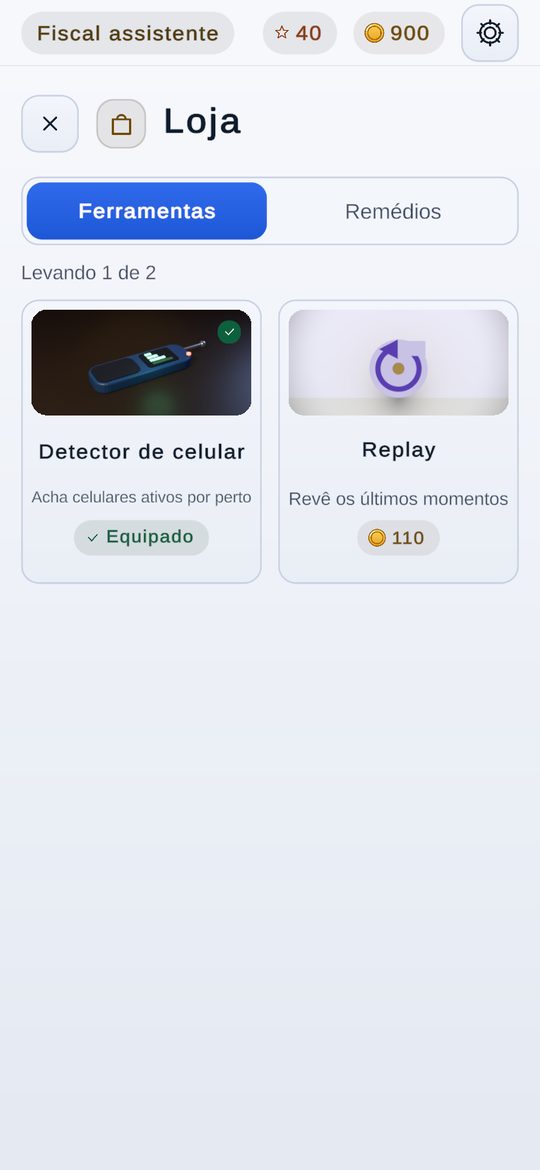 Fiscal assistente
40
900
Loja
Ferramentas
Remédios
Levando 1 de 2
Detector de celular
Acha celulares ativos por perto
Equipado
Replay
Revê os últimos momentos
110